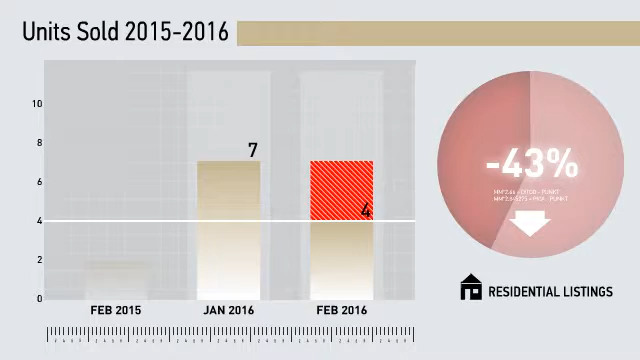 Units Sold 2015-2016
10
8
6
4
2
0
7
4
FEB 2015
JAN 2016
FEB 2016
-43%
RESIDENTIAL LISTINGS